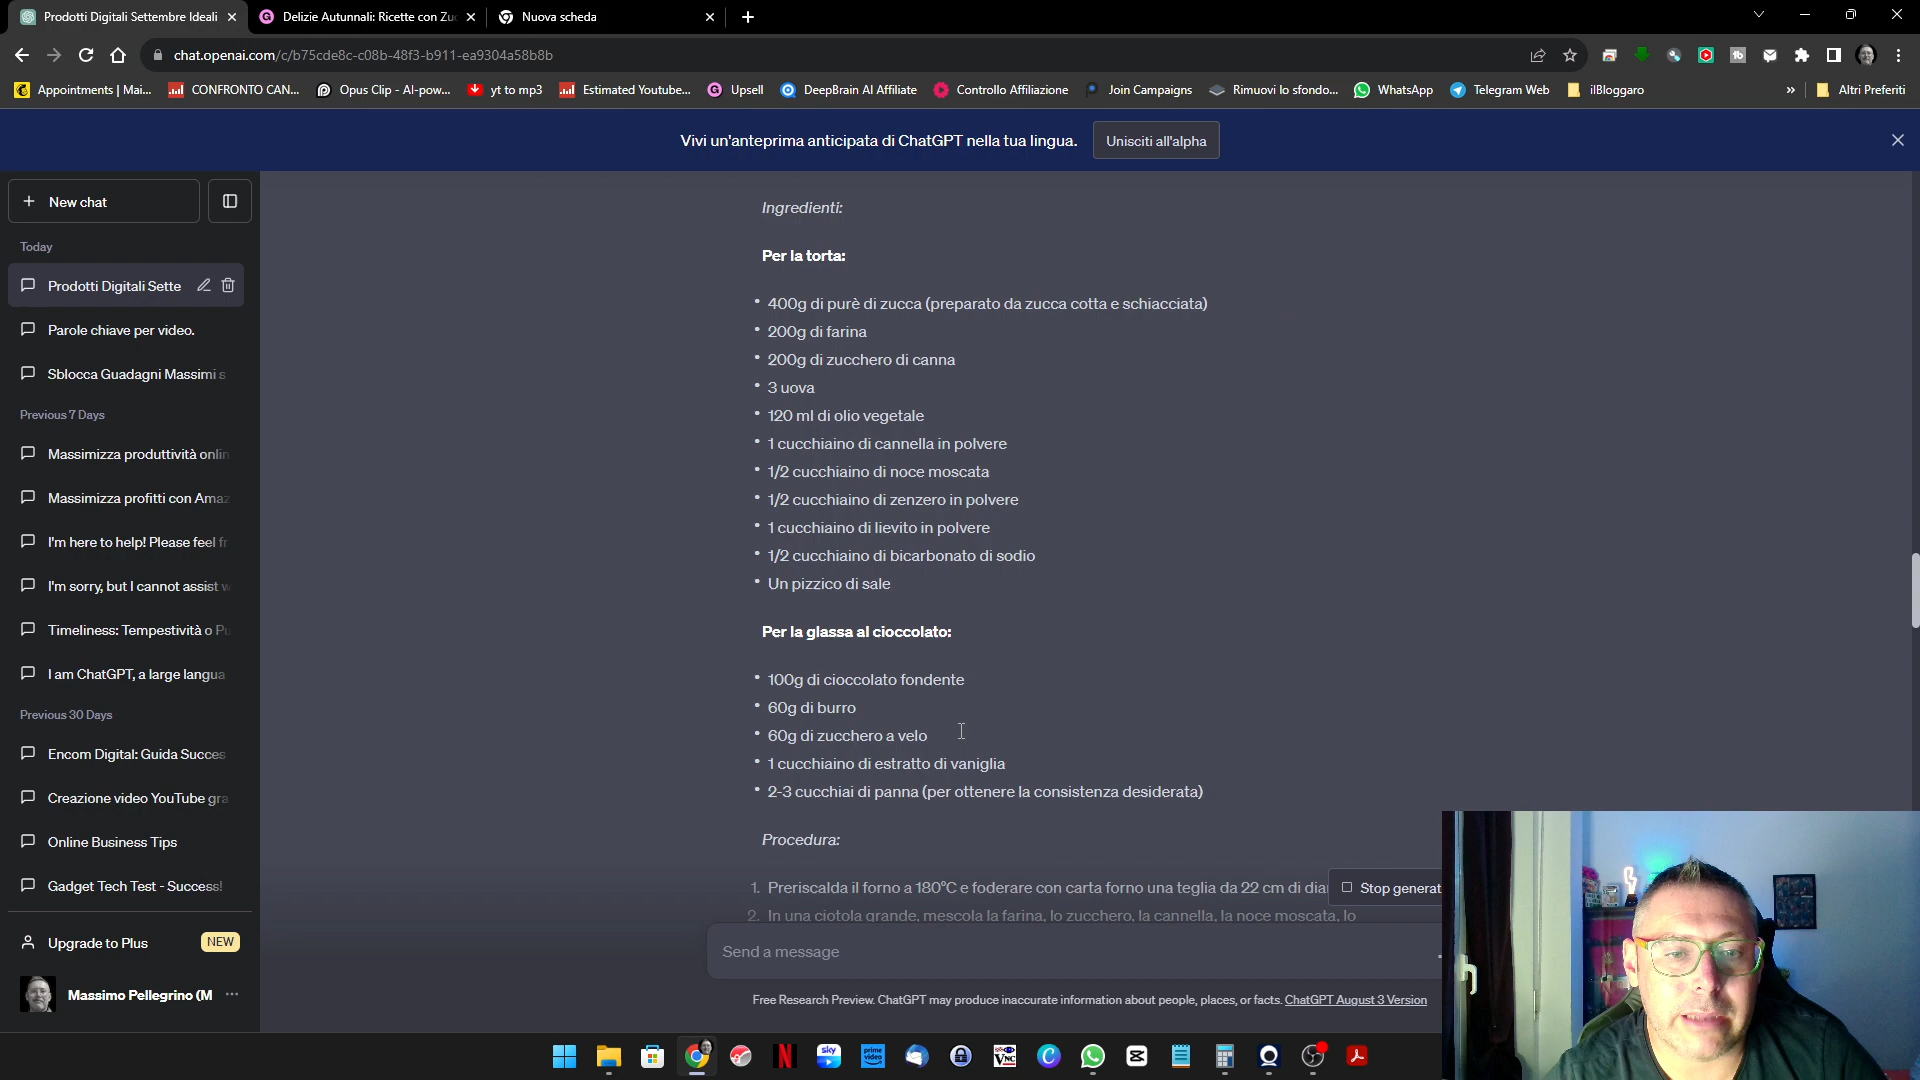 Prodotti Digitali Settembre Ideali
Delizie Autunnali: Ricette con Zuc
Nuova scheda
chat.openai.com/c/b75cde8c-c08b-48f3-b911-ea9304a58b8b
Appointments | Mai...
CONFRONTO CAN...
Opus Clip - AI-pow...
yt to mp3
Estimated Youtube...
Upsell
DeepBrain AI Affiliate
Controllo Affiliazione
Join Campaigns
Rimuovi lo sfondo...
WhatsApp
Telegram Web
ilBloggaro
»
Altri Preferiti
Vivi un'anteprima anticipata di ChatGPT nella tua lingua.
Unisciti all'alpha
New chat
Today
Prodotti Digitali Sette
Parole chiave per video.
Sblocca Guadagni Massimi s
Previous 7 Days
Massimizza produttività onlin
Massimizza profitti con Amaz
I'm here to help! Please feel fr
I'm sorry, but I cannot assist w
Timeliness: Tempestività o Pu
I am ChatGPT, a large langua
Previous 30 Days
Encom Digital: Guida Succes
Creazione video YouTube gra
Online Business Tips
Gadget Tech Test - Success!
Upgrade to Plus
NEW
Massimo Pellegrino (M
Ingredienti:
Per la torta:
• 400g di purè di zucca (preparato da zucca cotta e schiacciata)
• 200g di farina
• 200g di zucchero di canna
• 3 uova
• 120 ml di olio vegetale
• 1 cucchiaino di cannella in polvere
• 1/2 cucchiaino di noce moscata
• 1/2 cucchiaino di zenzero in polvere
• 1 cucchiaino di lievito in polvere
• 1/2 cucchiaino di bicarbonato di sodio
• Un pizzico di sale
Per la glassa al cioccolato:
• 100g di cioccolato fondente
• 60g di burro
• 60g di zucchero a velo
• 1 cucchiaino di estratto di vaniglia
• 2-3 cucchiai di panna (per ottenere la consistenza desiderata)
Procedura:
1. Preriscalda il forno a 180°C e foderare con carta forno una teglia da 22 cm di dia
2. In una ciotola grande, mescola la farina, lo zucchero, la cannella, la noce moscata, lo
Stop generat
Send a message
Free Research Preview. ChatGPT may produce inaccurate information about people, places, or facts. ChatGPT August 3 Version
sky
prime video
VNC